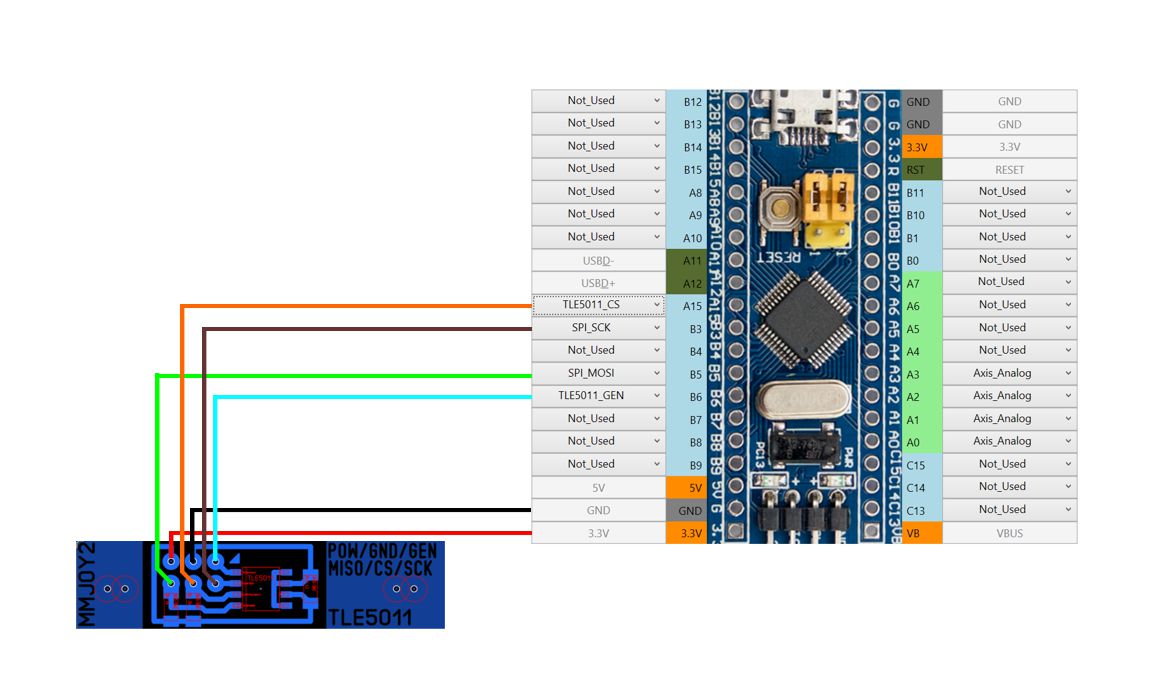 Not_Used B12 GND GND
Not_Used B13 GND GND
Not_Used B14 3.3V 3.3V
Not_Used B15 RST RESET
Not_Used A8 B11 Not_Used
Not_Used A9 B10 Not_Used
Not_Used A10 B1 Not_Used
USBD- A11 B0 Not_Used
USBD+ A12 A7 Not_Used
TLE5011_CS A15 A6 Not_Used
SPI_SCK B3 A5 Not_Used
Not_Used B4 A4 Not_Used
SPI_MOSI B5 A3 Axis_Analog
TLE5011_GEN B6 A2 Axis_Analog
Not_Used B7 A1 Axis_Analog
Not_Used B8 A0 Axis_Analog
Not_Used B9 C15 Not_Used
5V 5V C14 Not_Used
GND GND C13 Not_Used
3.3V 3.3V VB VBUS
B12 B13 B14 B15 A8 A9 A10 A11 A12 A15 B3 B4 B5 B6 B7 B8 B9 5V G 3.
G G 3.3 R B11 B10 B1 B0 A7 A6 A5 A4 A3 A2 A1 A0 C15 C14 C13
RESET
PC13
PWR
MMJOY2
POW/GND/GEN
MISO/CS/SCK
TLE5011